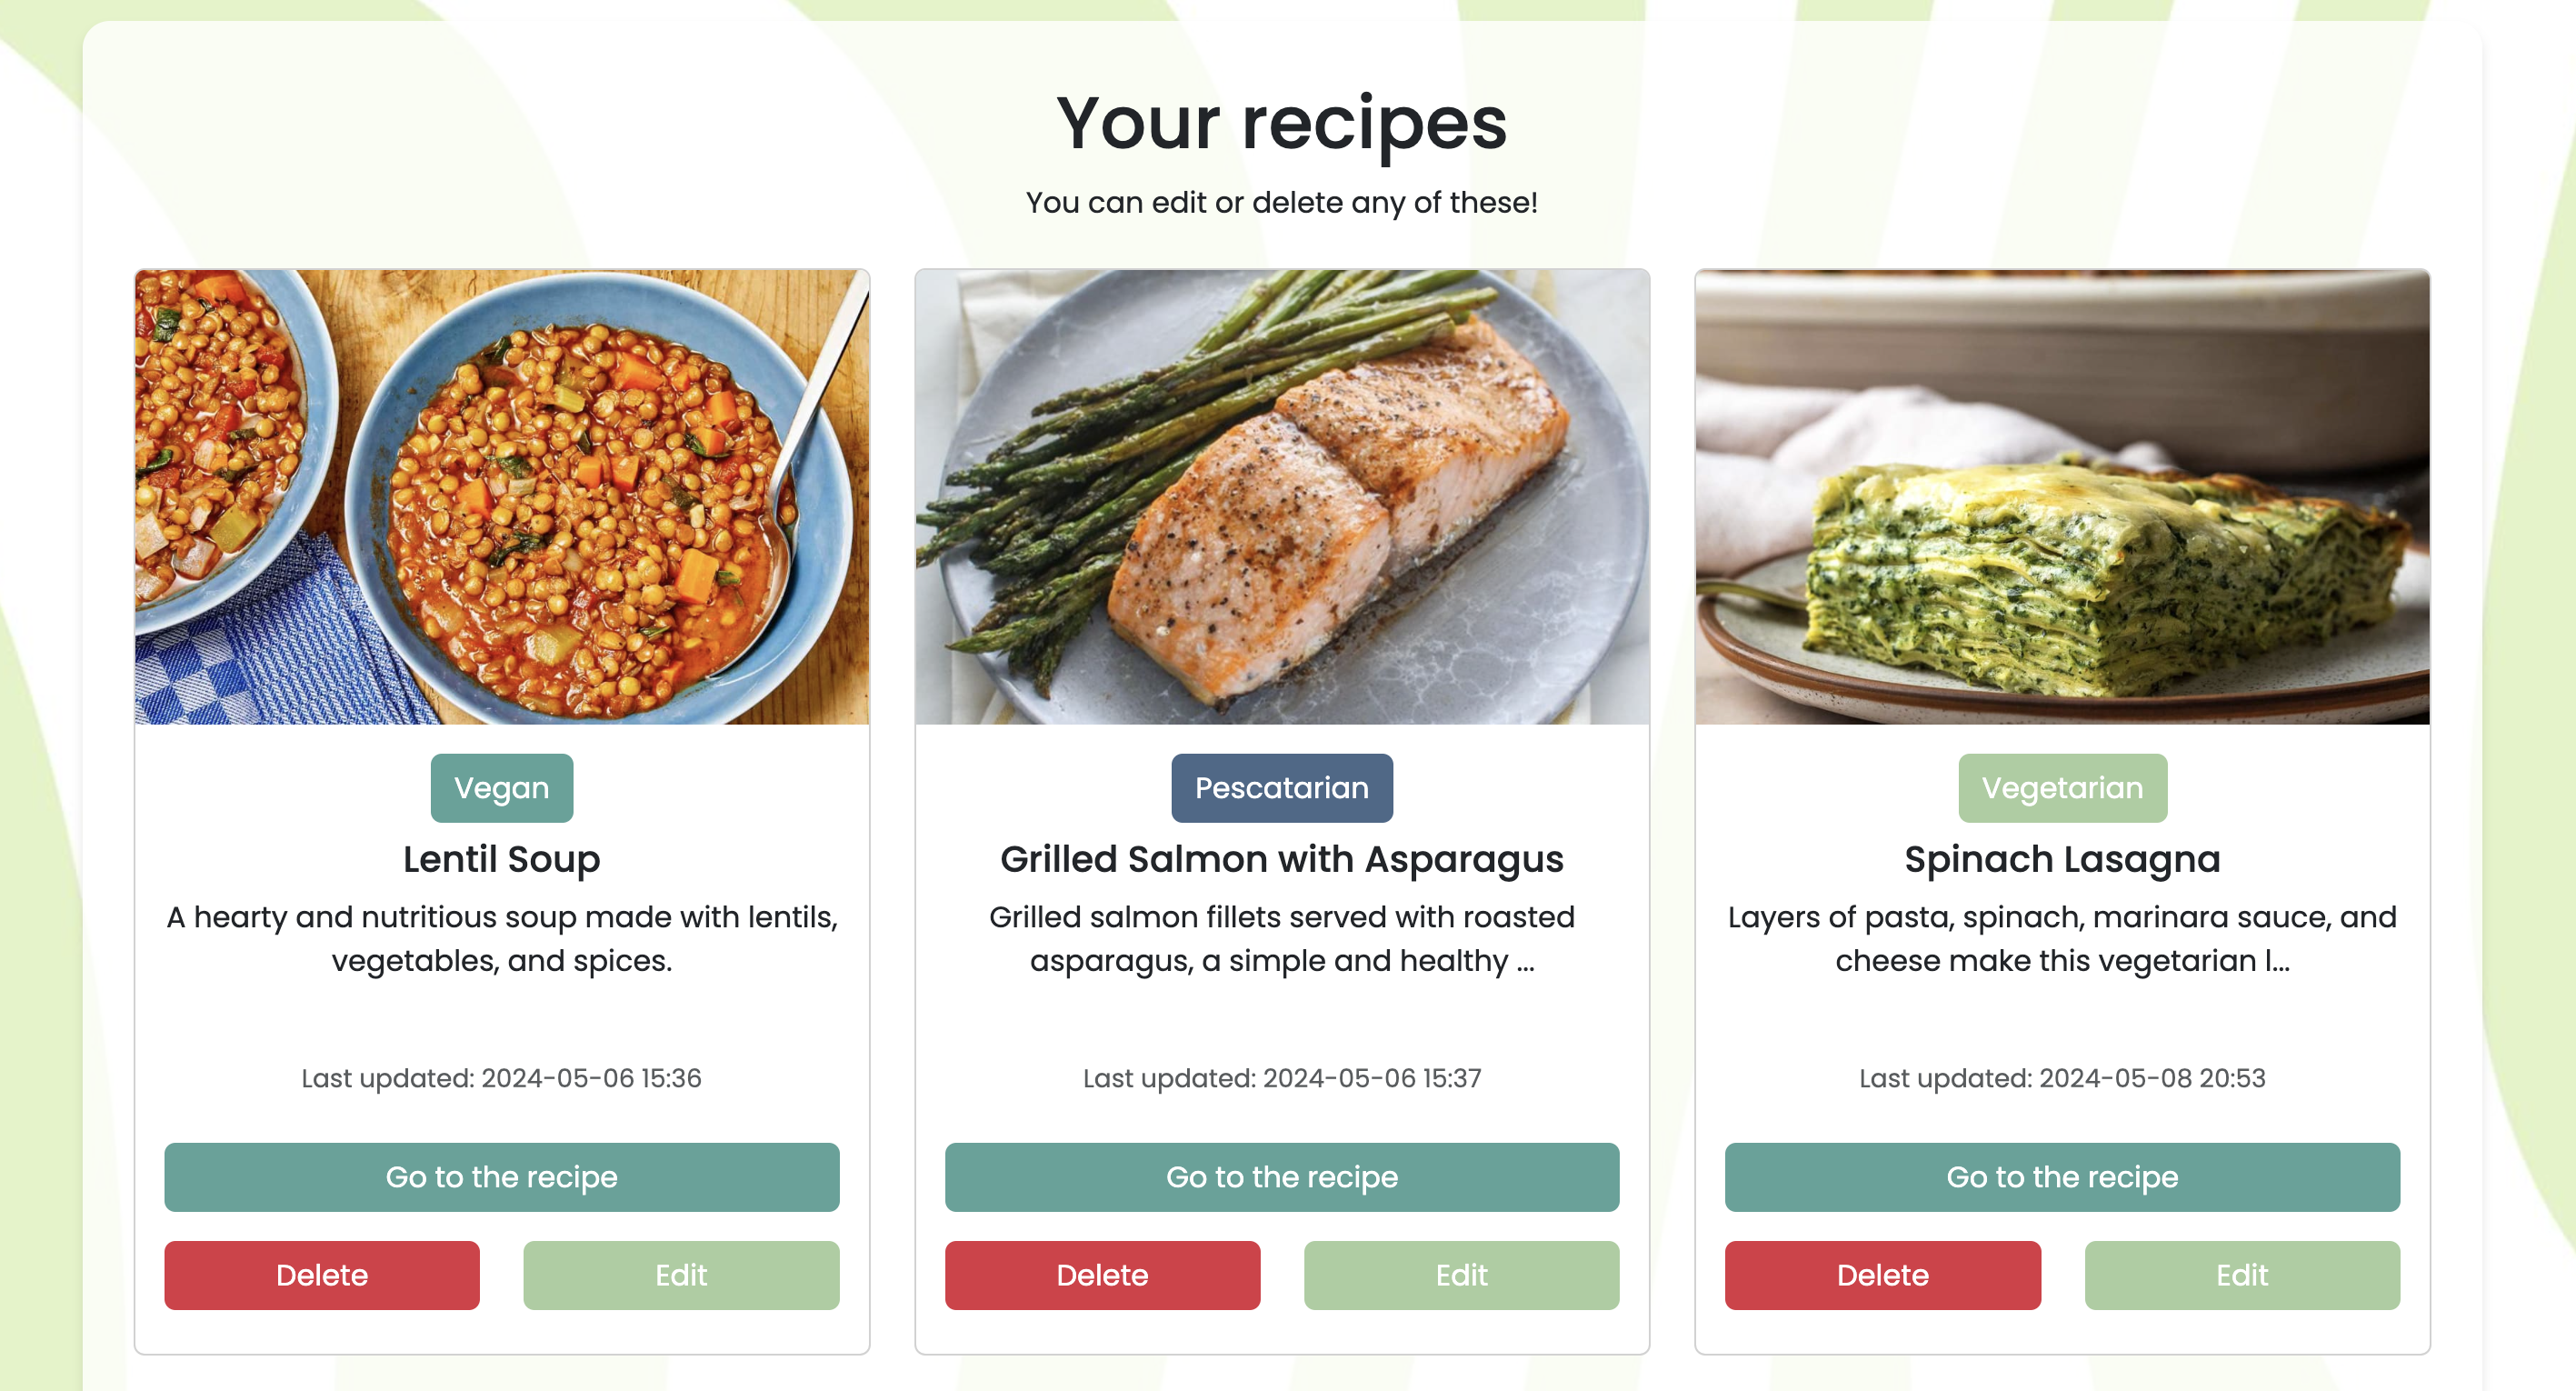 Your recipes
You can edit or delete any of these!
Vegan
Lentil Soup
A hearty and nutritious soup made with lentils,
vegetables, and spices.
Last updated: 2024-05-06 15:36
Go to the recipe
Delete
Edit
Pescatarian
Grilled Salmon with Asparagus
Grilled salmon fillets served with roasted
asparagus, a simple and healthy ...
Last updated: 2024-05-06 15:37
Go to the recipe
Delete
Edit
Vegetarian
Spinach Lasagna
Layers of pasta, spinach, marinara sauce, and
cheese make this vegetarian l...
Last updated: 2024-05-08 20:53
Go to the recipe
Delete
Edit